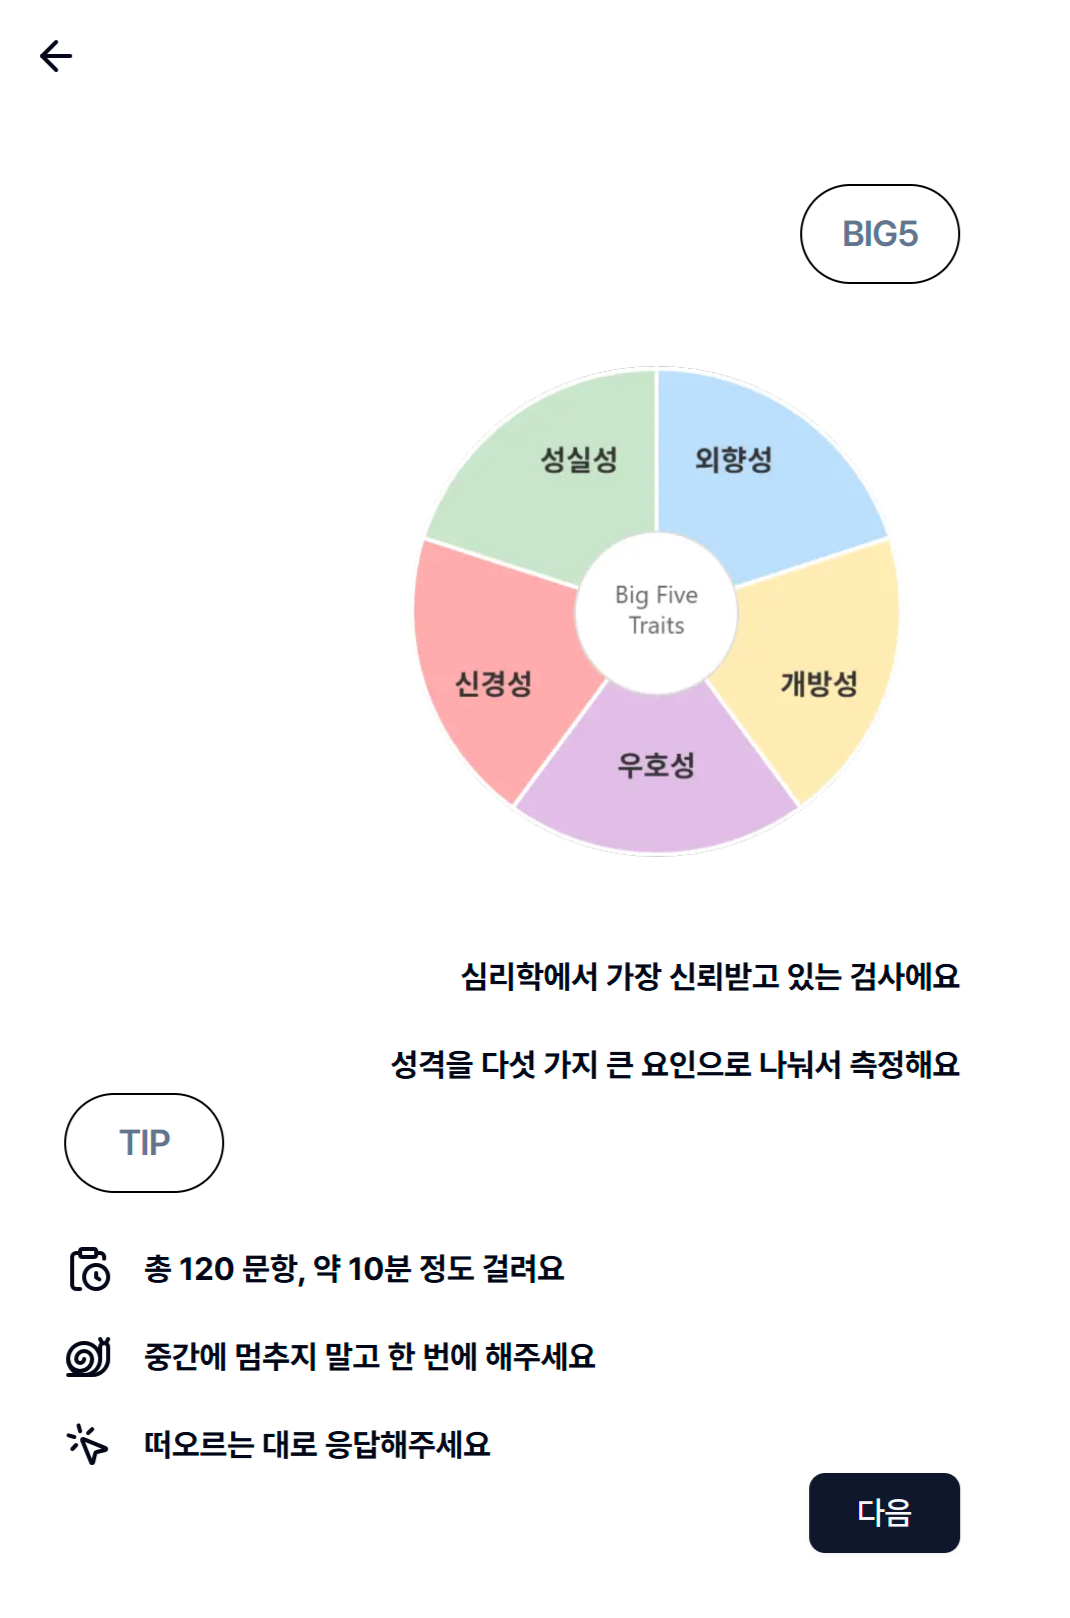 BIG5
성실성
외향성
Big Five
Traits
신경성
개방성
우호성
심리학에서 가장 신뢰받고 있는 검사에요
성격을 다섯 가지 큰 요인으로 나눠서 측정해요
TIP
총 120 문항, 약 10분 정도 걸려요
중간에 멈추지 말고 한 번에 해주세요
떠오르는 대로 응답해주세요
다음